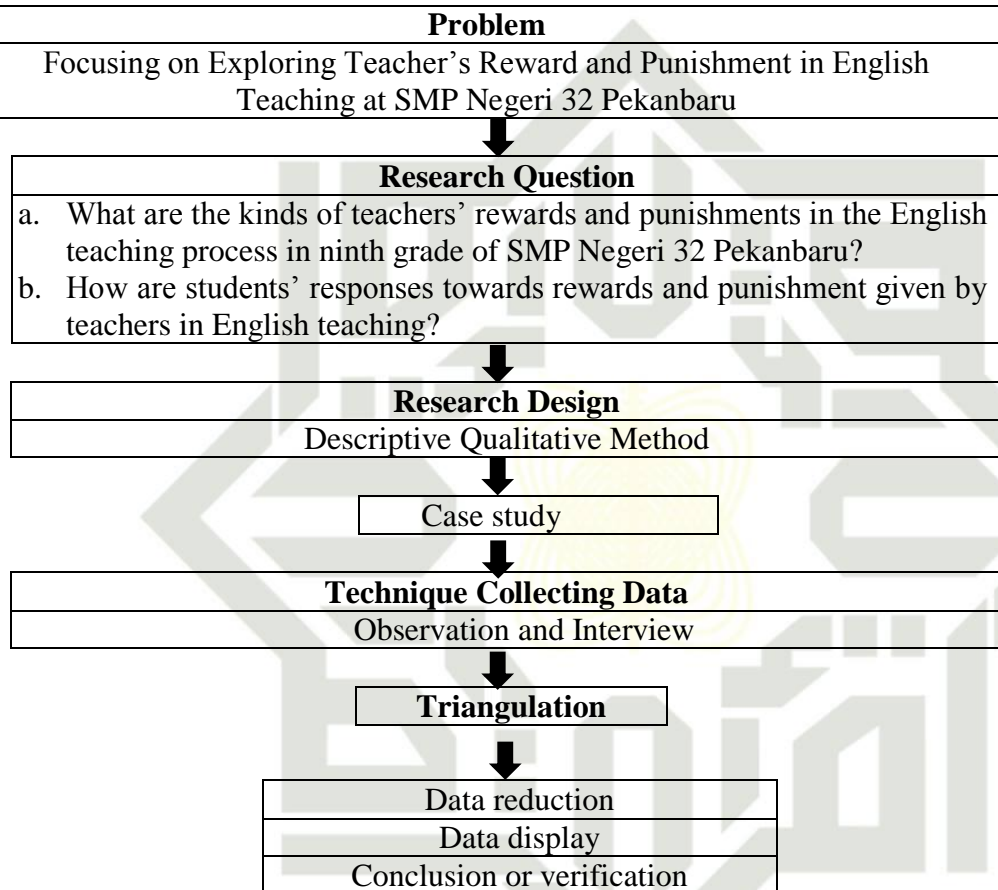 Problem
Focusing on Exploring Teacher's Reward and Punishment in English
Teaching at SMP Negeri 32 Pekanbaru
Research Question
a. What are the kinds of teachers' rewards and punishments in the English
teaching process in ninth grade of SMP Negeri 32 Pekanbaru?
b. How are students' responses towards rewards and punishment given by
teachers in English teaching?
Research Design
Descriptive Qualitative Method
Case study
Technique Collecting Data
Observation and Interview
Triangulation
Data reduction
Data display
Conclusion or verification